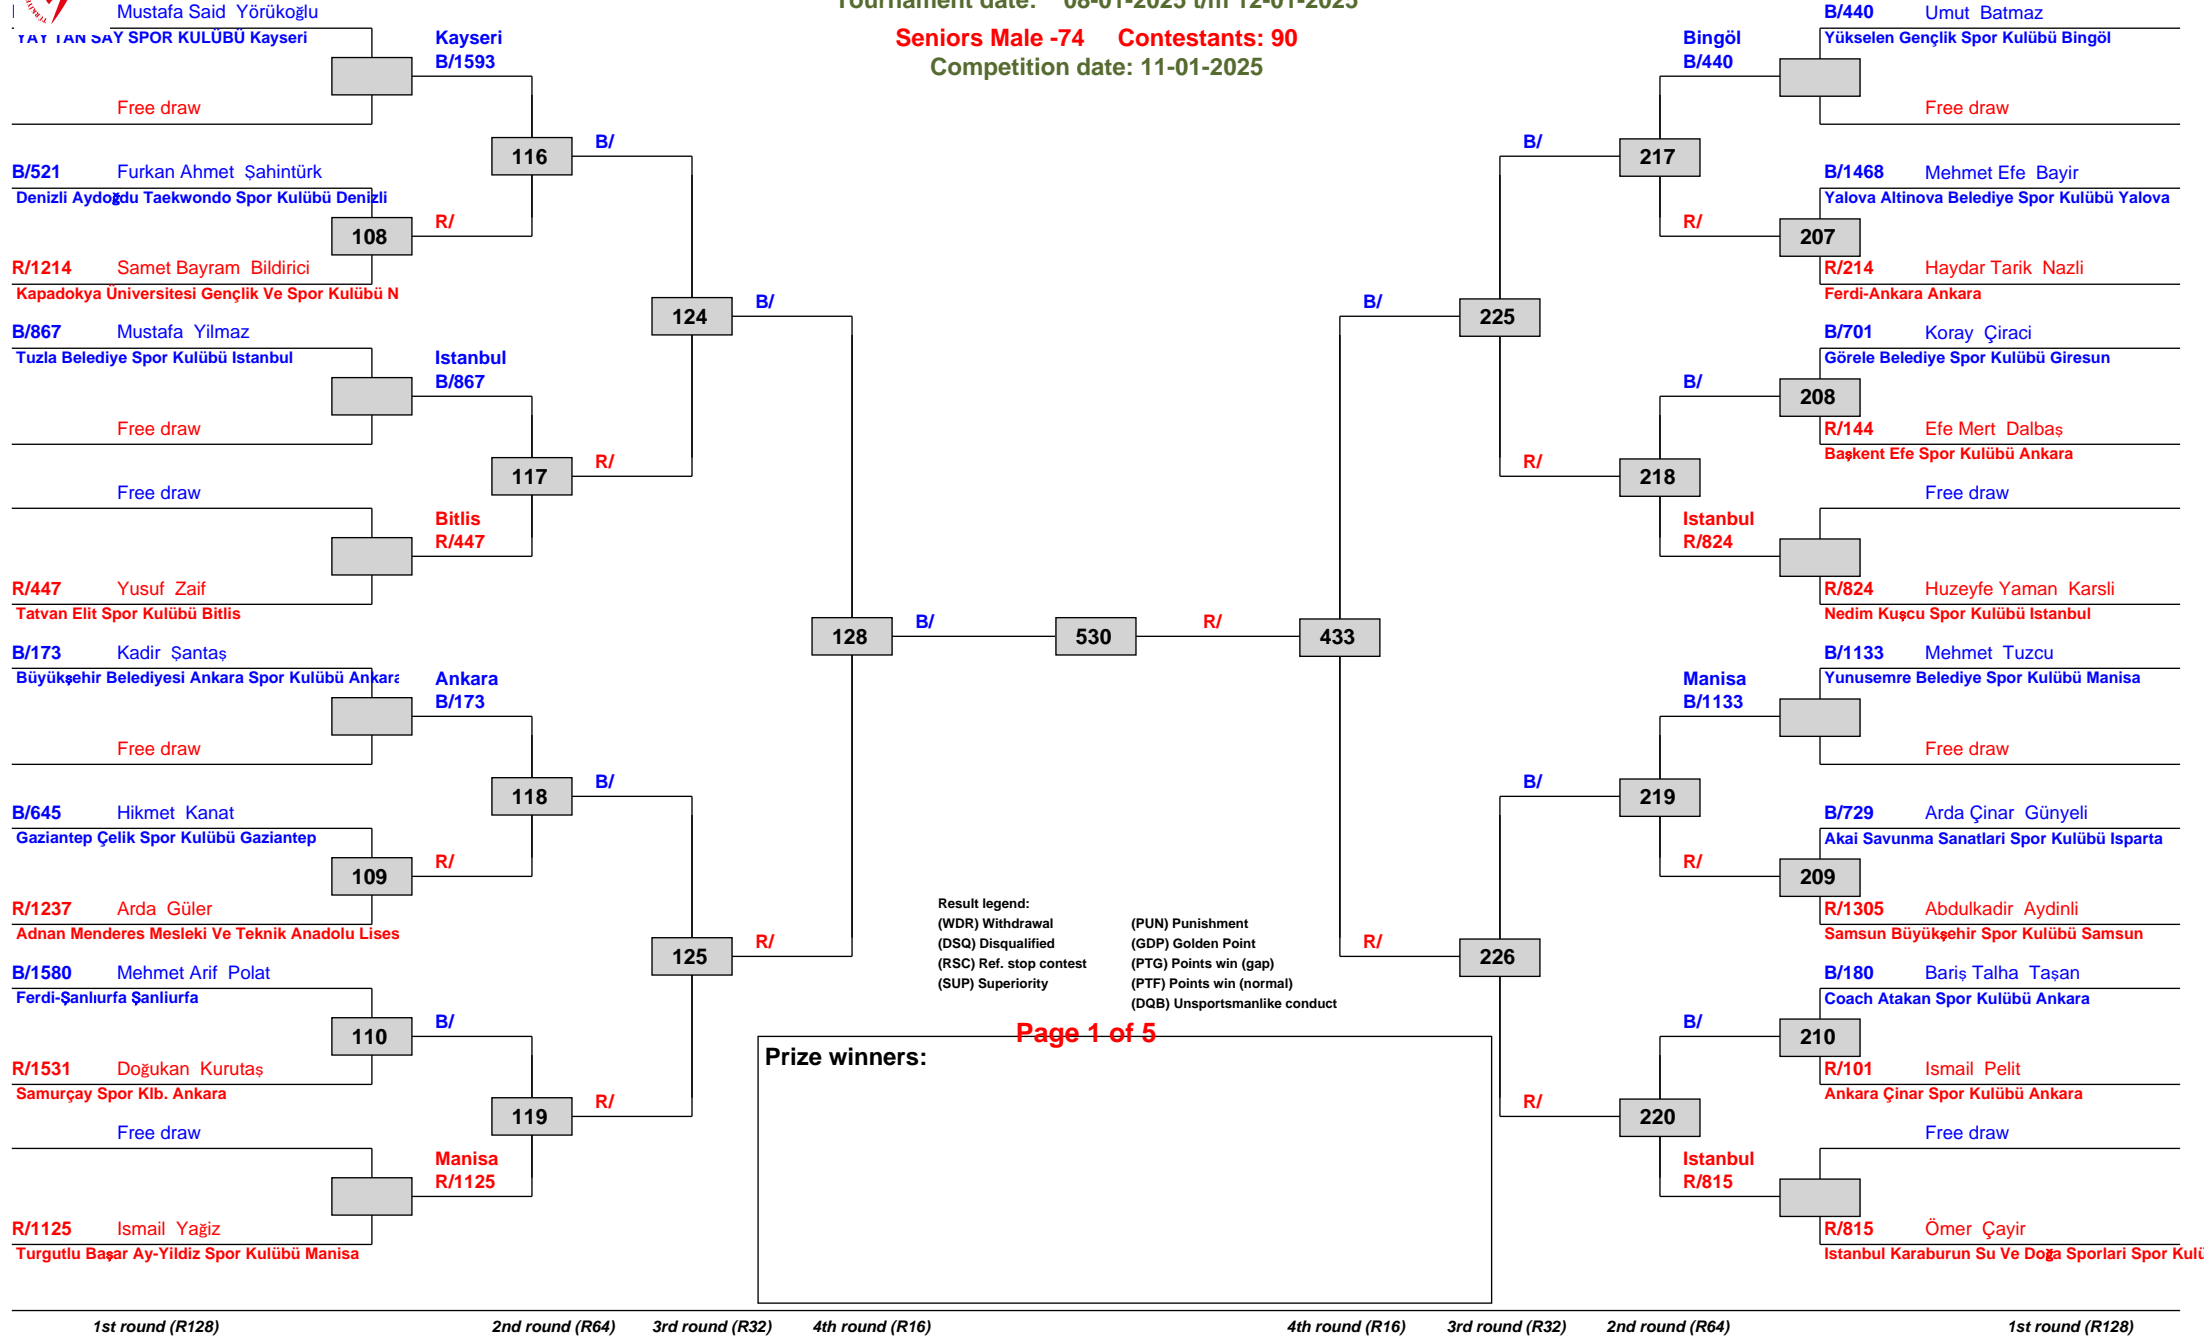 Tournament date: 08-01-2025 t/m 12-01-2025
Seniors Male -74 Contestants: 90
Competition date: 11-01-2025
Mustafa Said Yörükoğlu
YAY TAN SAY SPOR KULÜBÜ Kayseri
Kayseri
B/1593
Free draw
116
B/
B/521 Furkan Ahmet Şahintürk
Denizli Aydoğdu Taekwondo Spor Kulübü Denizli
108
R/
R/1214 Samet Bayram Bildirici
Kapadokya Üniversitesi Gençlik Ve Spor Kulübü N
124
B/
B/867 Mustafa Yilmaz
Tuzla Belediye Spor Kulübü Istanbul
Istanbul
B/867
Free draw
117
R/
Free draw
Bitlis
R/447
R/447 Yusuf Zaif
Tatvan Elit Spor Kulübü Bitlis
128
B/
530
R/
433
B/173 Kadir Şantaş
Büyükşehir Belediyesi Ankara Spor Kulübü Ankara
Ankara
B/173
Free draw
118
B/
B/645 Hikmet Kanat
Gaziantep Çelik Spor Kulübü Gaziantep
109
R/
R/1237 Arda Güler
Adnan Menderes Mesleki Ve Teknik Anadolu Lises
125
R/
B/1580 Mehmet Arif Polat
Ferdi-Şanlıurfa Şanliurfa
110
B/
R/1531 Doğukan Kurutaş
Samurçay Spor Klb. Ankara
119
R/
Free draw
Manisa
R/1125
R/1125 Ismail Yağiz
Turgutlu Başar Ay-Yildiz Spor Kulübü Manisa
B/440 Umut Batmaz
Yükselen Gençlik Spor Kulübü Bingöl
Bingöl
B/440
Free draw
B/
217
B/1468 Mehmet Efe Bayir
Yalova Altinova Belediye Spor Kulübü Yalova
R/
207
R/214 Haydar Tarik Nazli
Ferdi-Ankara Ankara
B/
225
B/701 Koray Çiraci
Görele Belediye Spor Kulübü Giresun
B/
208
R/144 Efe Mert Dalbaş
Başkent Efe Spor Kulübü Ankara
R/
218
Free draw
Istanbul
R/824
R/824 Huzeyfe Yaman Karsli
Nedim Kuşcu Spor Kulübü Istanbul
B/1133 Mehmet Tuzcu
Yunusemre Belediye Spor Kulübü Manisa
Manisa
B/1133
Free draw
B/
219
B/729 Arda Çinar Günyeli
Akai Savunma Sanatlari Spor Kulübü Isparta
R/
209
R/1305 Abdulkadir Aydinli
Samsun Büyükşehir Spor Kulübü Samsun
R/
226
B/180 Bariş Talha Taşan
Coach Atakan Spor Kulübü Ankara
B/
210
R/101 Ismail Pelit
Ankara Çinar Spor Kulübü Ankara
R/
220
Free draw
Istanbul
R/815
R/815 Ömer Çayir
Istanbul Karaburun Su Ve Doğa Sporlari Spor Kulü
Result legend:
(WDR) Withdrawal (PUN) Punishment
(DSQ) Disqualified (GDP) Golden Point
(RSC) Ref. stop contest (PTG) Points win (gap)
(SUP) Superiority (PTF) Points win (normal)
(DQB) Unsportsmanlike conduct
Page 1 of 5
Prize winners:
1st round (R128) 2nd round (R64) 3rd round (R32) 4th round (R16) 4th round (R16) 3rd round (R32) 2nd round (R64) 1st round (R128)